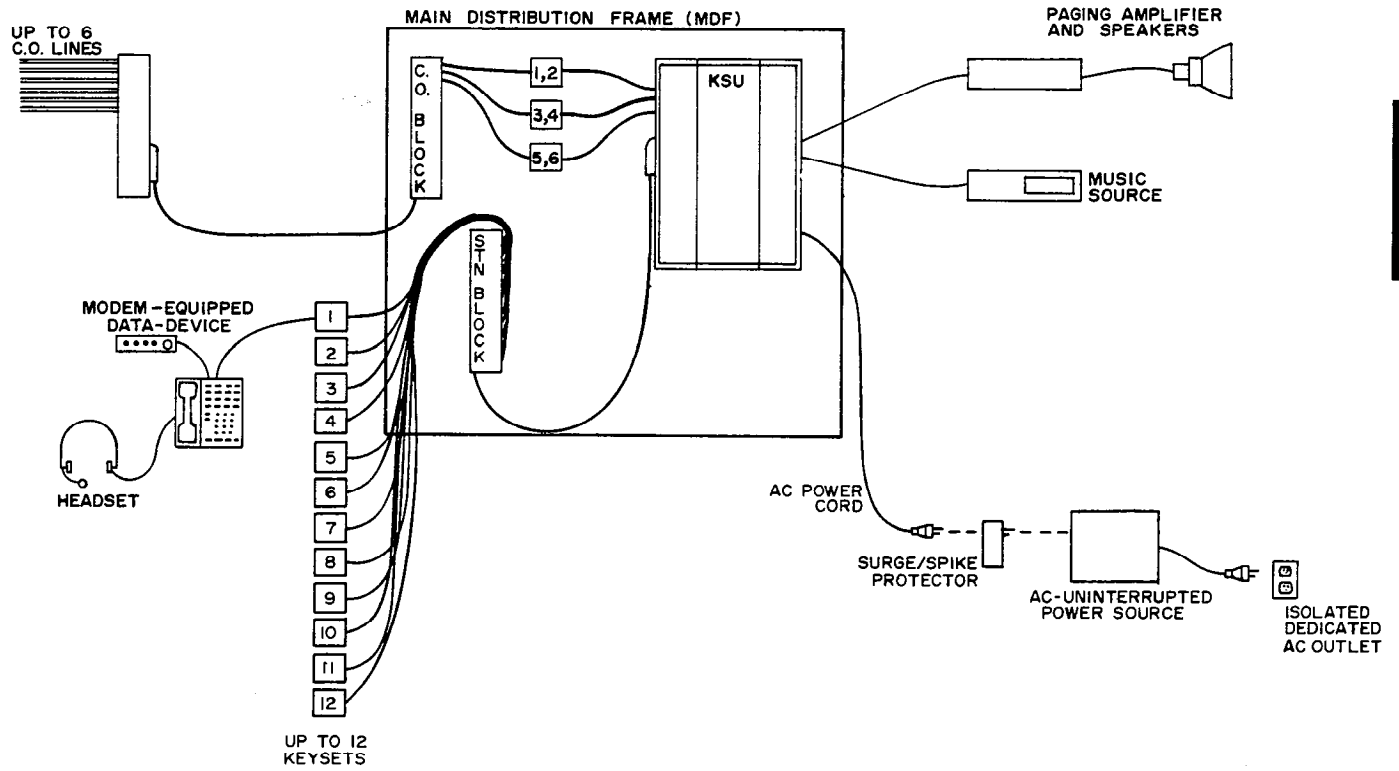 MAIN DISTRIBUTION FRAME (MDF)
PAGING AMPLIFIER
AND SPEAKERS
UP TO 6
C.O. LINES
C.O. BLOCK
1,2
3,4
5,6
KSU
MUSIC
SOURCE
STN BLOCK
MODEM-EQUIPPED
DATA-DEVICE
HEADSET
1
2
3
4
5
6
7
8
9
10
11
12
UP TO 12
KEYSETS
AC POWER
CORD
SURGE/SPIKE
PROTECTOR
AC-UNINTERRUPTED
POWER SOURCE
ISOLATED
DEDICATED
AC OUTLET